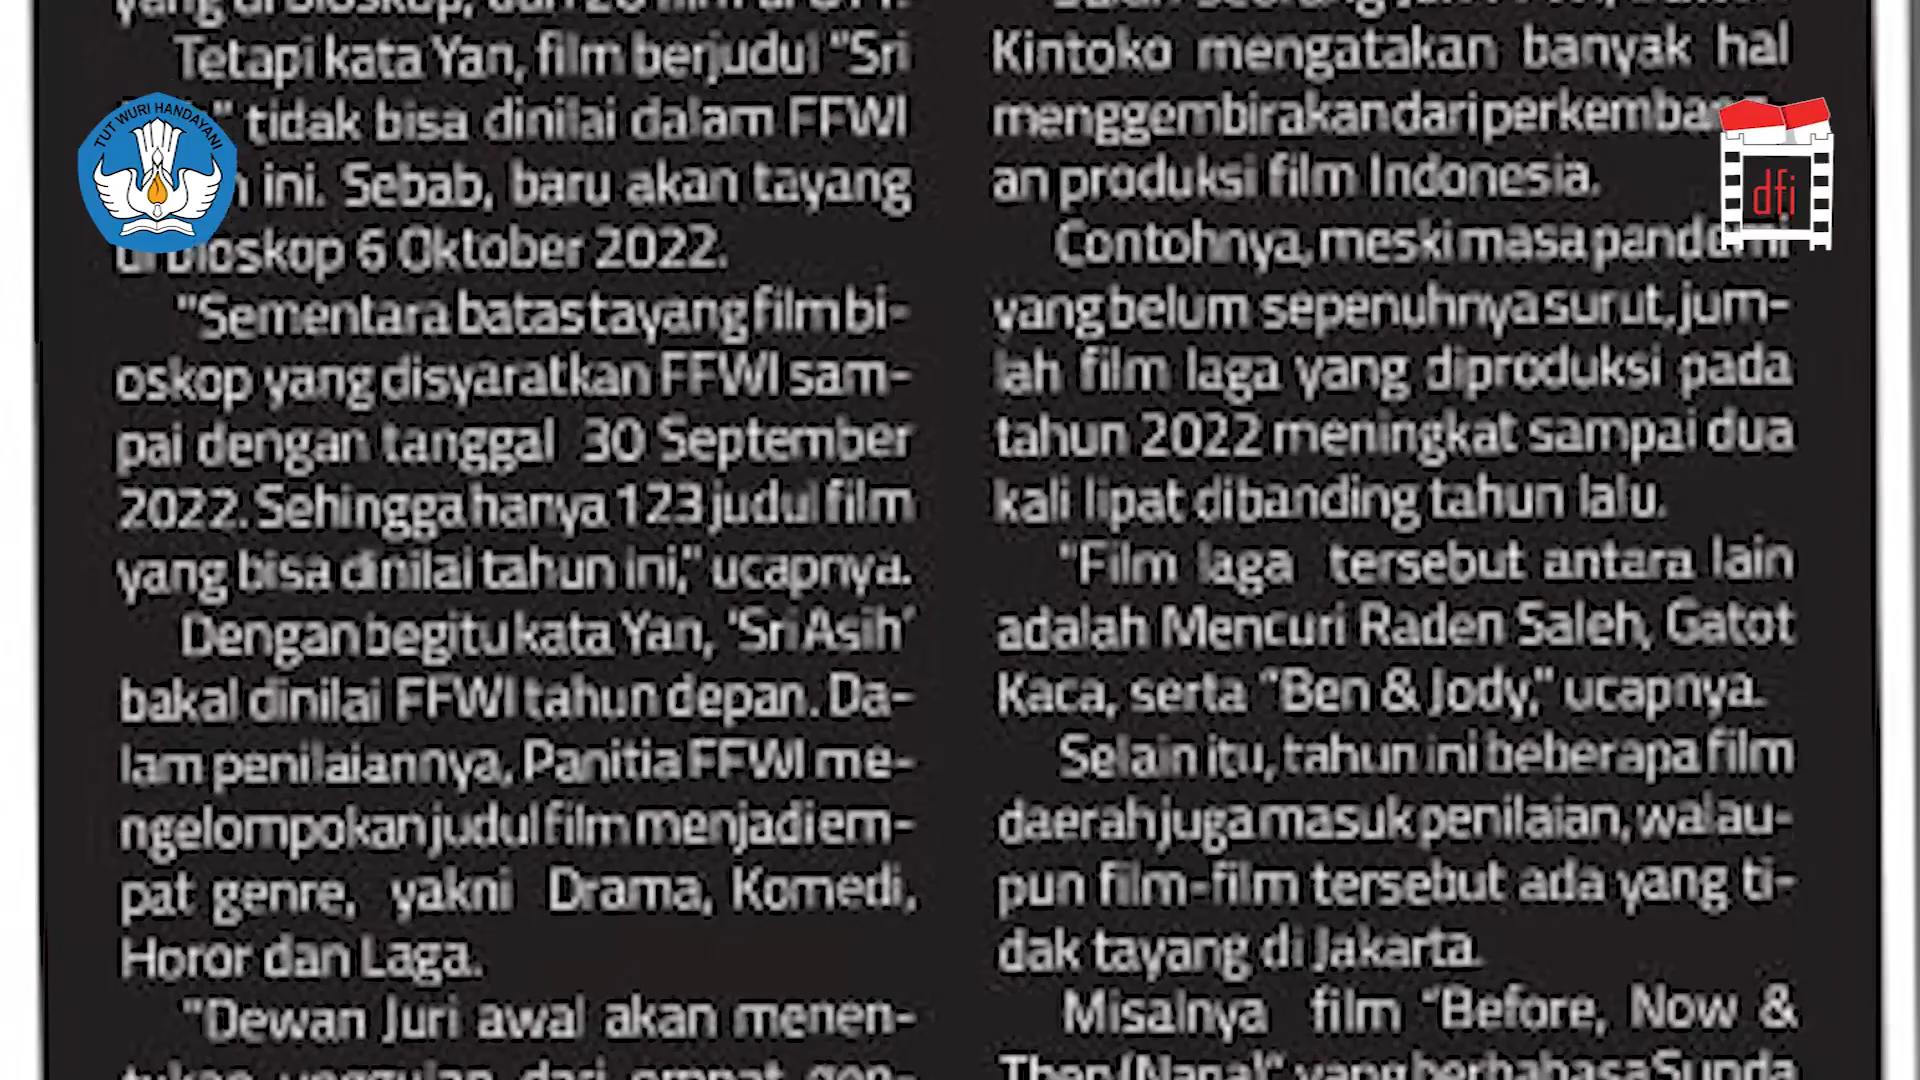 Tetapi kata Yan, film berjudul "Sri
" tidak bisa dinilai dalam FFWI
ini. Sebab, baru akan tayang
di bioskop 6 Oktober 2022.
"Sementara batas tayang film bi-
oskop yang disyaratkan FFWI sam-
pai dengan tanggal 30 September
2022. Sehingga hanya 123 judul film
yang bisa dinilai tahun ini," ucapnya.
Dengan begitu kata Yan, 'Sri Asih'
bakal dinilai FFWI tahun depan. Da-
lam penilaiannya, Panitia FFWI me-
ngelompokan judul film menjadi em-
pat genre, yakni Drama, Komedi,
Horor dan Laga.
"Dewan Juri awal akan menen-
Kintoko mengatakan banyak hal
menggembirakan dari perkembang-
an produksi film Indonesia.
Contohnya, meski masa pandemi
yang belum sepenuhnya surut, jum-
lah film laga yang diproduksi pada
tahun 2022 meningkat sampai dua
kali lipat dibanding tahun lalu.
"Film laga tersebut antara lain
adalah Mencuri Raden Saleh, Gatot
Kaca, serta "Ben & Jody," ucapnya.
Selain itu, tahun ini beberapa film
daerah juga masuk penilaian, walau-
pun film-film tersebut ada yang ti-
dak tayang di Jakarta.
Misalnya film "Before, Now &
Then (Nana)" yang berbahasa Sunda
TUT WURI HANDAYANI
dfi